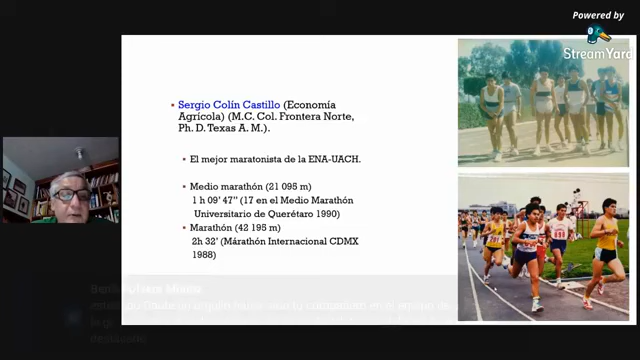 Powered by
StreamYard
Sergio Colín Castillo (Economía
Agrícola) (M.C. Col. Frontera Norte,
Ph. D. Texas A. M.).
El mejor maratonista de la ENA-UACH.
Medio marathón (21 095 m)
1 h 09’ 47” (17 en el Medio Marathón
Universitario de Querétaro 1990)
Marathón (42 195 m)
2h 32’ (Márathón Internacional CDMX
1988)